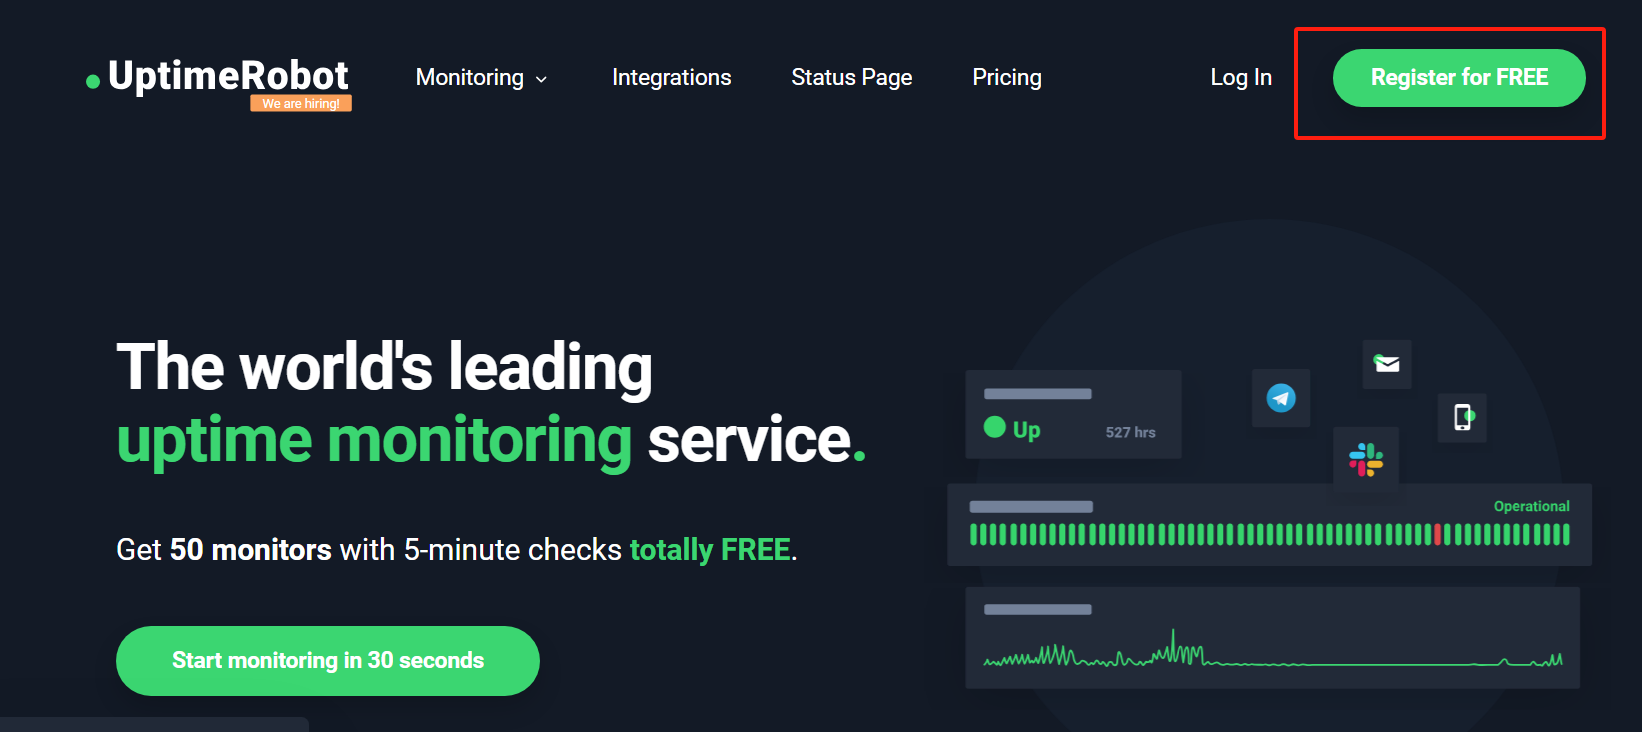 UptimeRobot
We are hiring!
Monitoring
Integrations
Status Page
Pricing
Log In
Register for FREE
The world's leading
uptime monitoring service.
Get 50 monitors with 5-minute checks totally FREE.
Start monitoring in 30 seconds
Up
527 hrs
Operational